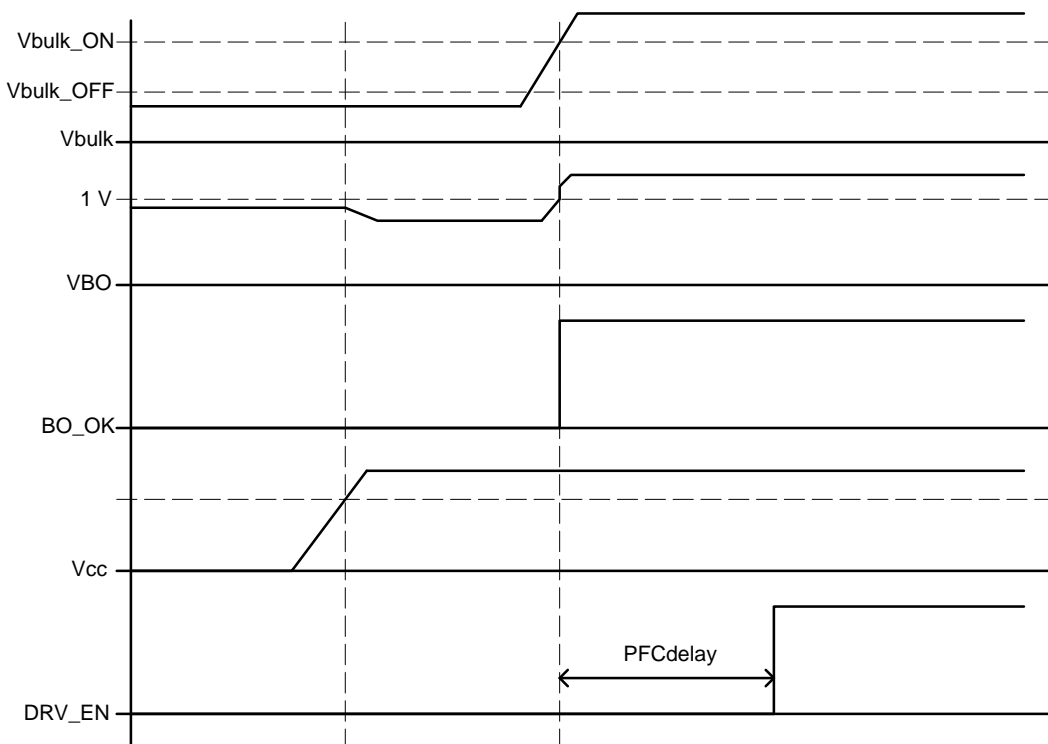 Vbulk_ON
Vbulk_OFF
Vbulk
1 V
VBO
BO_OK
Vcc
PFCdelay
DRV_EN